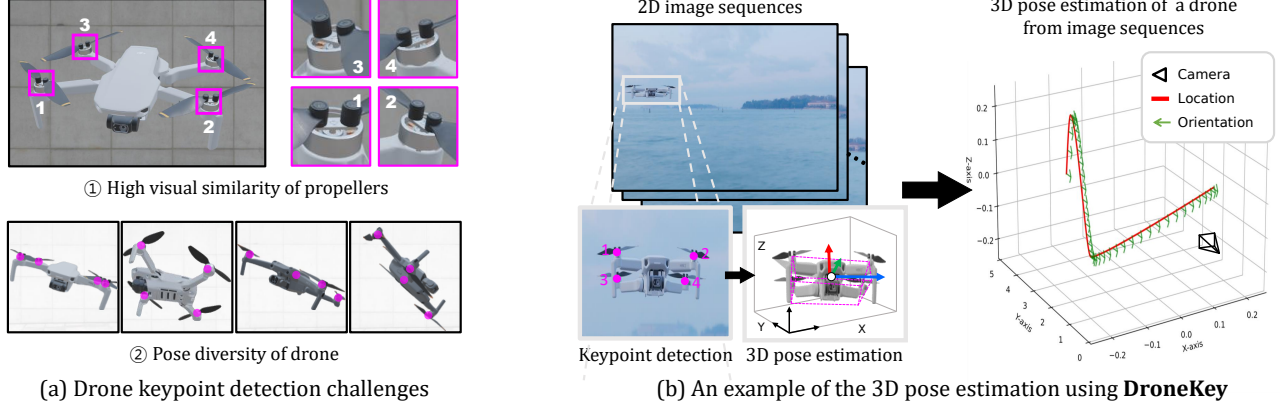 3
4
1
2
3
4
1
2
① High visual similarity of propellers
② Pose diversity of drone
(a) Drone keypoint detection challenges
2D image sequences
1
2
3
4
Keypoint detection
Z
Y
X
3D pose estimation
3D pose estimation of a drone
from image sequences
Camera
Location
Orientation
Z-axis
0.2
0.1
0.0
−0.1
−0.2
5
4
3
2
1
0
Y-axis
−0.2
−0.1
0.0
0.1
0.2
X-axis
(b) An example of the 3D pose estimation using DroneKey